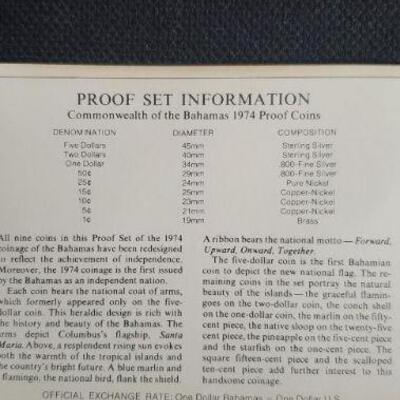 PROOF SET INFORMATION
Commonwealth of the Bahamas 1974 Proof Coins
DENOMINATION DIAMETER COMPOSITION
Five Dollars 45mm Sterling Silver
Two Dollars 40mm Sterling Silver
One Dollar 34mm .800-Fine Silver
50¢ 29mm .800-Fine Silver
25¢ 24mm Pure Nickel
15¢ 25mm Copper-Nickel
10¢ 23mm Copper-Nickel
5¢ 21mm Copper-Nickel
1¢ 19mm Brass
All nine coins in this Proof Set of the 1974
coinage of the Bahamas have been redesigned
to reflect the achievement of independence.
Moreover, the 1974 coinage is the first issued
by the Bahamas as an independent nation.
Each coin bears the national coat of arms,
which formerly appeared only on the five-
dollar coin. This heraldic design is rich with
the history and beauty of the Bahamas. The
arms depict Columbus's flagship, Santa
Maria. Above, a resplendent rising sun evokes
both the warmth of the tropical islands and
the country's bright future. A blue marlin and
a flamingo, the national bird, flank the shield.
A ribbon bears the national motto — Forward,
Upward, Onward, Together.
The five-dollar coin is the first Bahamian
coin to depict the new national flag. The re-
maining coins in the set portray the natural
beauty of the islands — the graceful flamin-
goes on the two-dollar coin, the conch shell
on the one-dollar coin, the marlin on the fifty-
cent piece, the native sloop on the twenty-five
cent piece, the pineapple on the five-cent piece
and the starfish on the one-cent piece. The
square fifteen-cent piece and the scalloped
ten-cent piece add further interest to this
handsome coinage.
OFFICIAL EXCHANGE RATE: One Dollar Bahamas = One Dollar U.S.